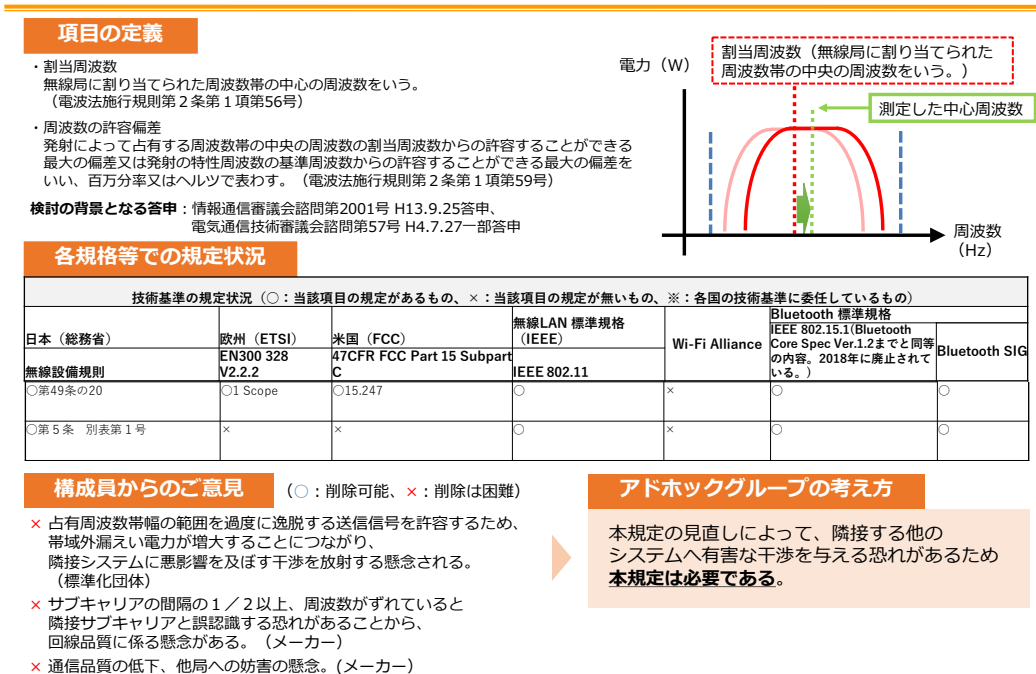 項目の定義
・割当周波数
無線局に割り当てられた周波数帯の中心の周波数をいう。
（電波法施行規則第２条第１項第56号）
・周波数の許容偏差
発射によって占有する周波数帯の中央の周波数の割当周波数からの許容することができる
最大の偏差又は発射の特性周波数の基準周波数からの許容することができる最大の偏差を
いい、百万分率又はヘルツで表わす。（電波法施行規則第２条第１項第59号）
検討の背景となる答申：情報通信審議会諮問第2001号 H13.9.25答申、
電気通信技術審議会諮問第57号 H4.7.27一部答申
電力（W）
割当周波数（無線局に割り当てられた
周波数帯の中央の周波数をいう。）
測定した中心周波数
周波数
（Hz）
各規格等での規定状況
技術基準の規定状況（○：当該項目の規定があるもの、×：当該項目の規定が無いもの、※：各国の技術基準に委任しているもの）
日本（総務省）
欧州（ETSI）
米国（FCC）
無線LAN 標準規格
（IEEE）
Wi-Fi Alliance
Bluetooth 標準規格
IEEE 802.15.1(Bluetooth
Core Spec Ver.1.2までと同等
の内容。2018年に廃止されて
いる。）
Bluetooth SIG
無線設備規則
EN300 328
V2.2.2
47CFR FCC Part 15 Subpart
C
IEEE 802.11
○第49条の20 ○1 Scope ○15.247 ○ × ○ ○
○第５条　別表第１号 × × ○ × ○ ○
構成員からのご意見 （○：削除可能、×：削除は困難）
× 占有周波数帯幅の範囲を過度に逸脱する送信信号を許容するため、
帯域外漏えい電力が増大することにつながり、
隣接システムに悪影響を及ぼす干渉を放射する懸念される。
（標準化団体）
× サブキャリアの間隔の１／２以上、周波数がずれていると
隣接サブキャリアと誤認識する恐れがあることから、
回線品質に係る懸念がある。（メーカー）
× 通信品質の低下、他局への妨害の懸念。(メーカー）
アドホックグループの考え方
本規定の見直しによって、隣接する他の
システムへ有害な干渉を与える恐れがあるため
本規定は必要である。